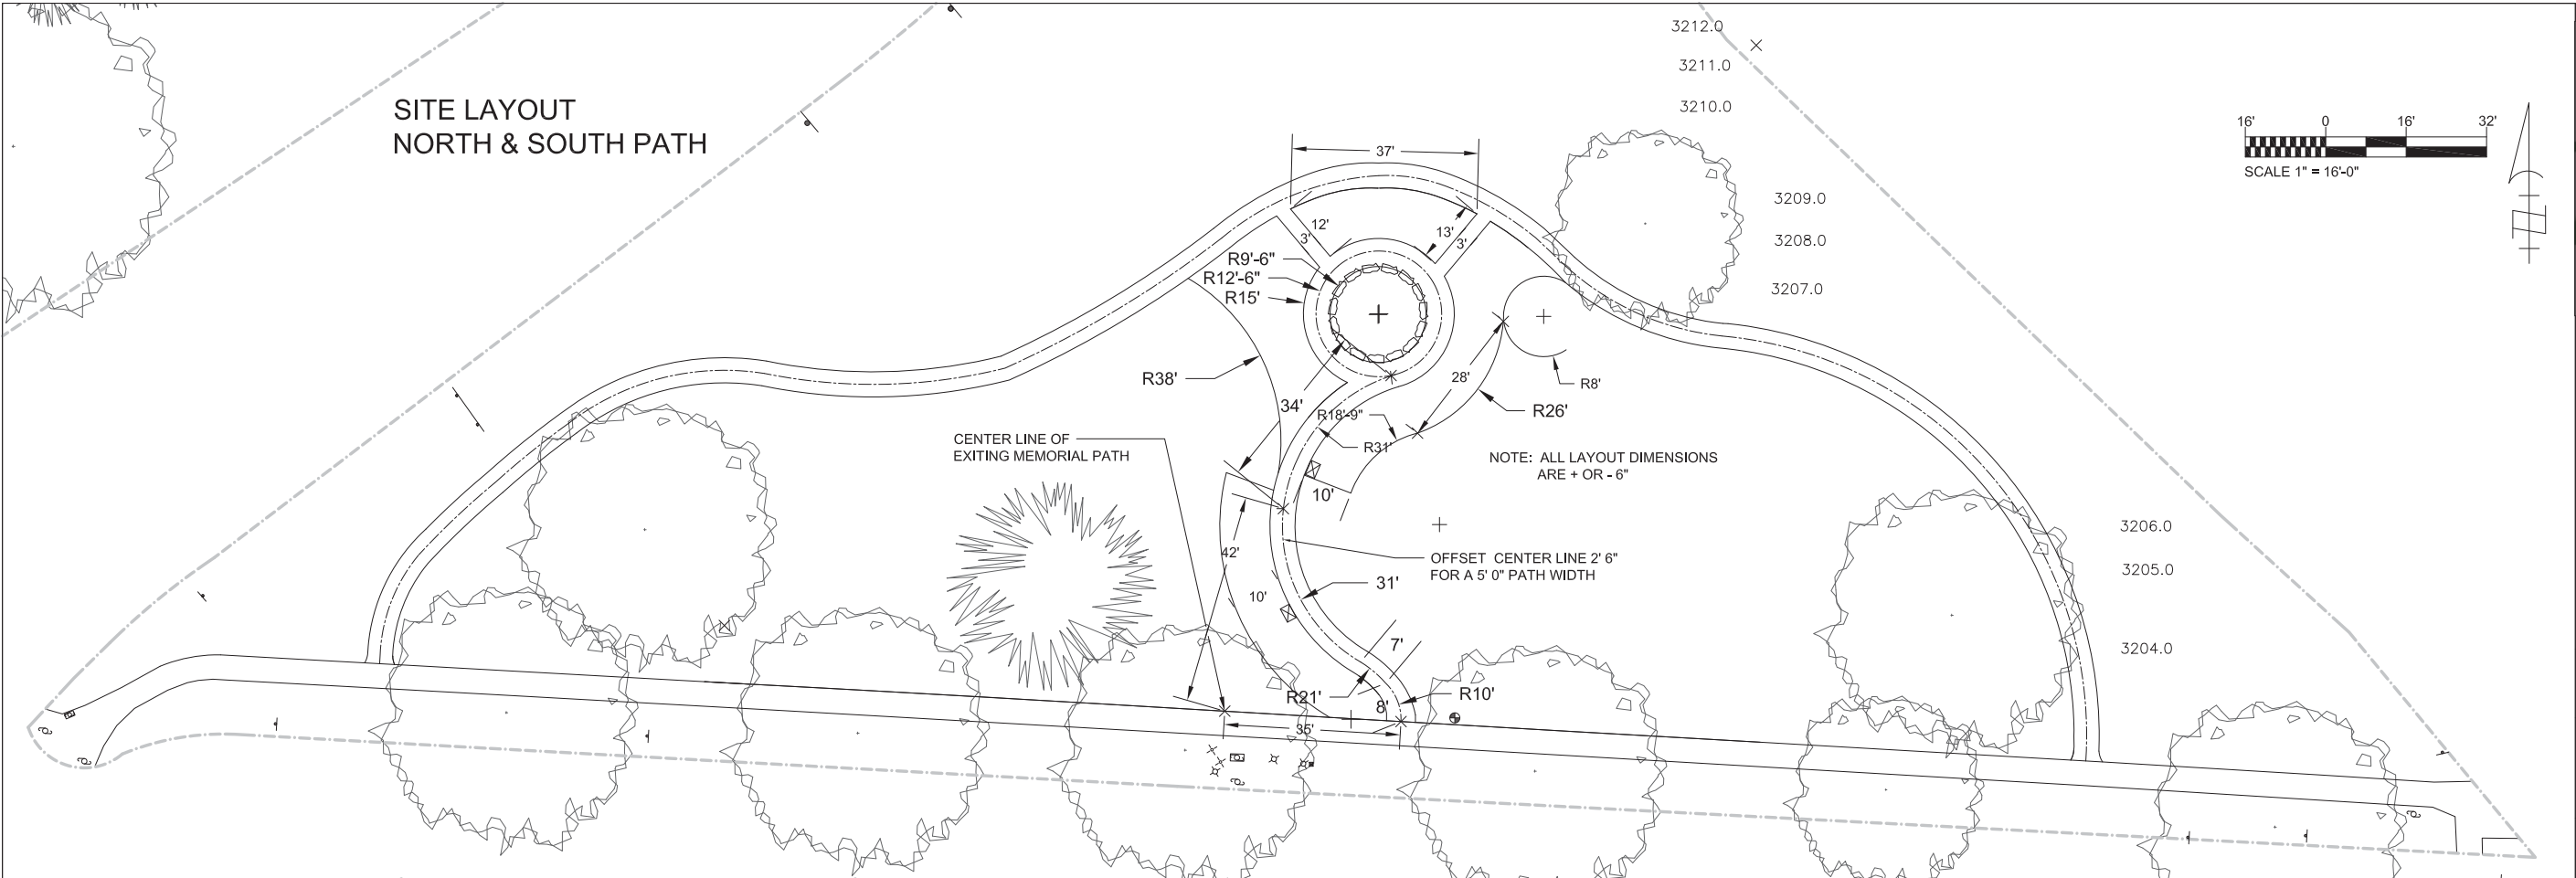 SITE LAYOUT
NORTH & SOUTH PATH
3212.0
3211.0
3210.0
3209.0
3208.0
3207.0
16' 0 16' 32'
SCALE 1" = 16'-0"
37'
12'
3'
13'
3'
R9'-6"
R12'-6"
R15'
R38'
34'
28'
R8'
R26'
R18'-9"
R31'
CENTER LINE OF
EXITING MEMORIAL PATH
NOTE: ALL LAYOUT DIMENSIONS
ARE + OR - 6"
10'
42'
OFFSET CENTER LINE 2' 6"
FOR A 5' 0" PATH WIDTH
31'
10'
7'
R21'
R10'
8'
35'
3206.0
3205.0
3204.0